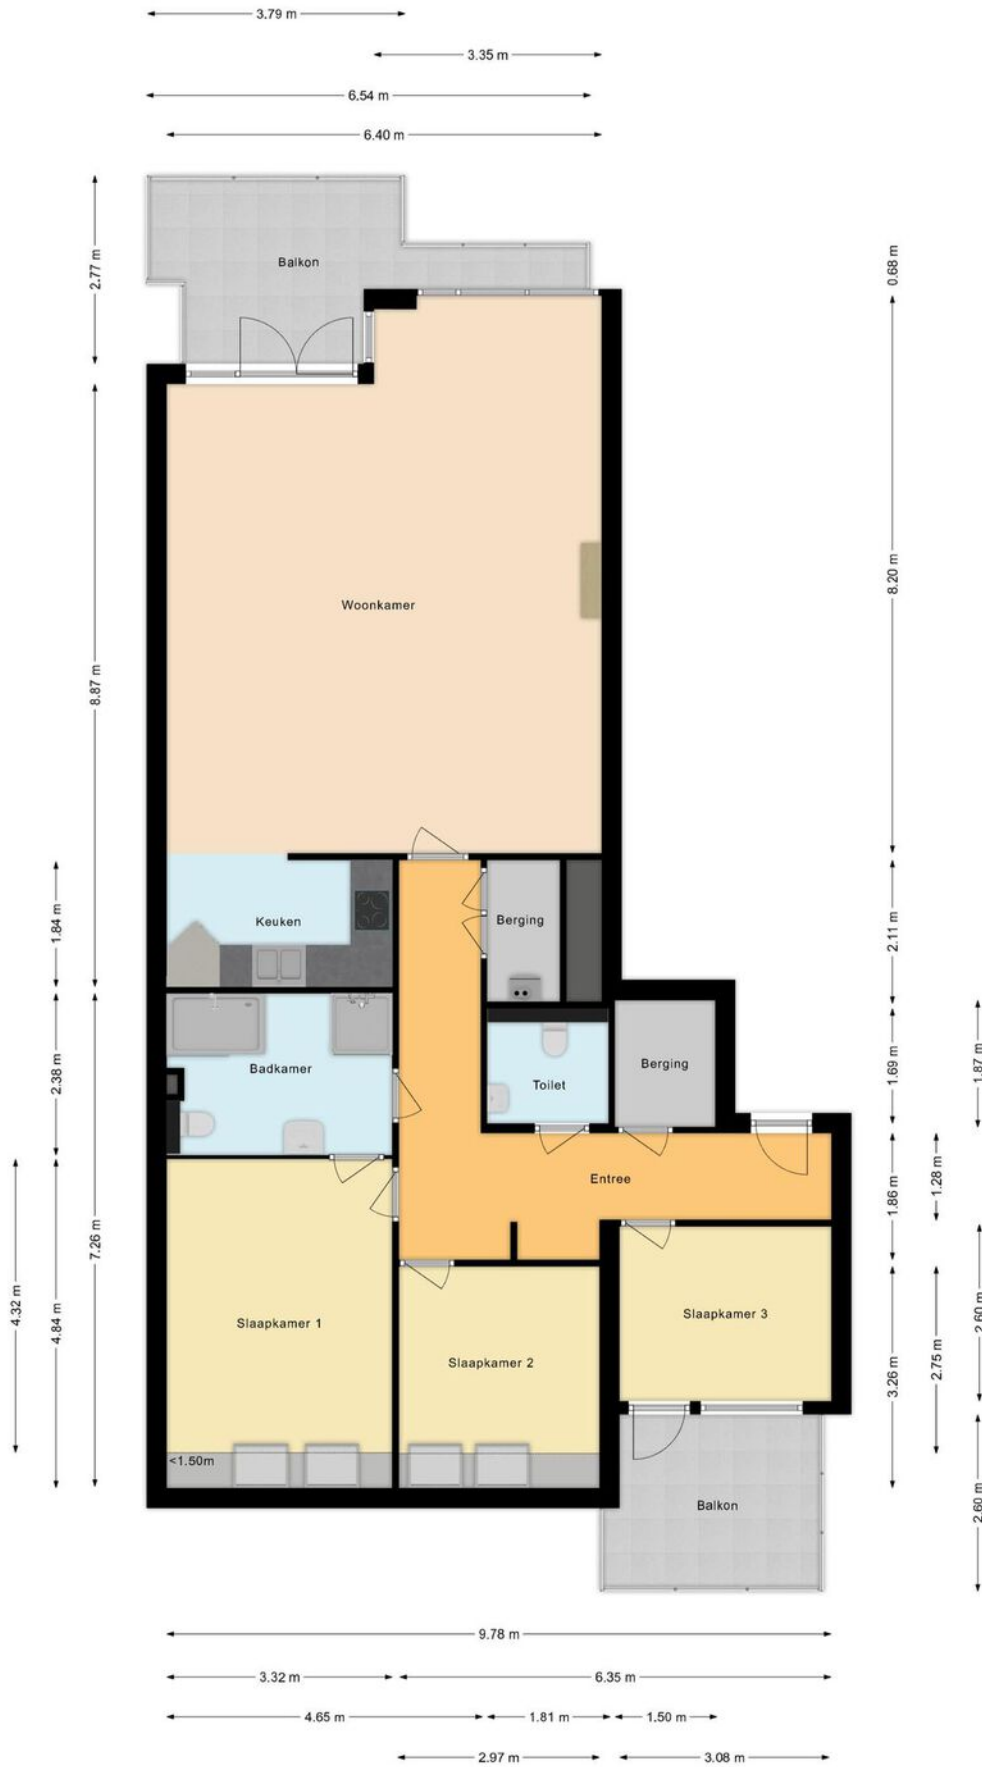 3.79 m
3.35 m
6.54 m
6.40 m
2.77 m
0.68 m
Balkon
8.87 m
Woonkamer
8.20 m
1.84 m
Keuken
Berging
2.11 m
2.38 m
Badkamer
Toilet
Berging
1.69 m
1.87 m
Entree
1.86 m
1.28 m
4.32 m
4.84 m
7.26 m
Slaapkamer 1
Slaapkamer 2
Slaapkamer 3
3.26 m
2.75 m
2.60 m
<1.50m
Balkon
2.60 m
9.78 m
3.32 m
6.35 m
4.65 m
1.81 m
1.50 m
2.97 m
3.08 m